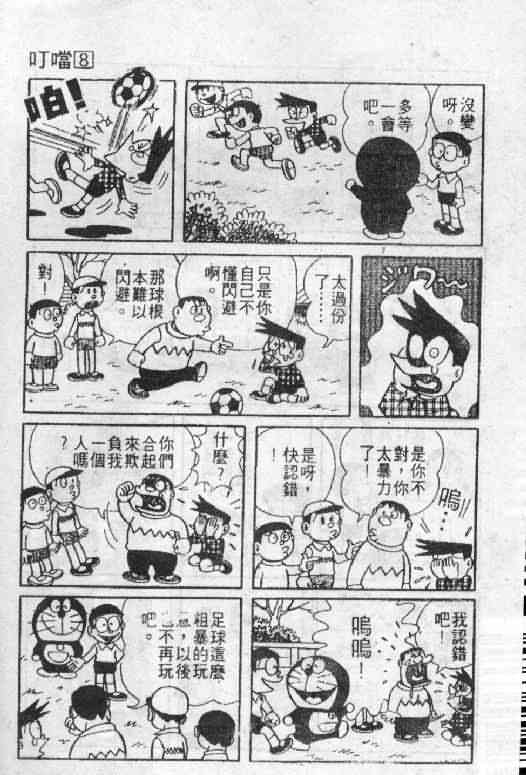 叮噹8
沒變
呀。
多等
一會
吧。
啪!
ジワ～～
太過份
了……
只是你
自己不
懂閃避
啊。
那球根
本難以
閃避。
對!
是你不
對,你
太暴力
了!
是呀,
快認錯
!
嗚…
什麼?
你們
合起
來欺
負我
一個
人嗎
?
我認錯
吧!
嗚
嗚
!
足球這麼
粗暴的玩
,以後
不再玩
吧。